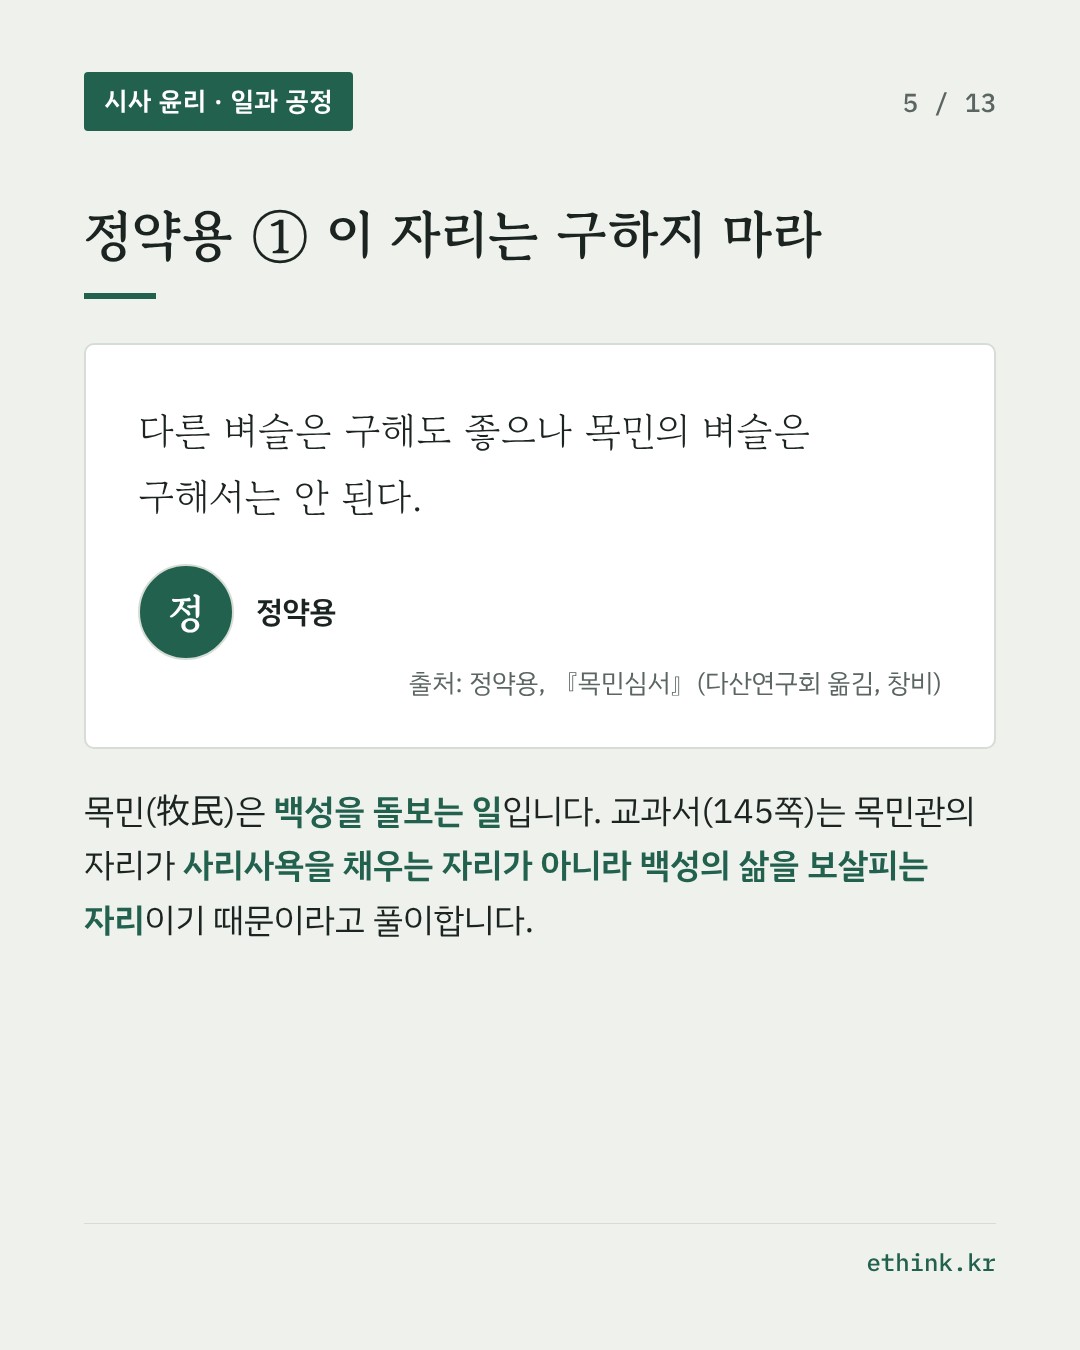 시사 윤리 · 일과 공정
5 / 13
정약용 ① 이 자리는 구하지 마라
다른 벼슬은 구해도 좋으나 목민의 벼슬은
구해서는 안 된다.
정
정약용
출처: 정약용, 『목민심서』(다산연구회 옮김, 창비)
목민(牧民)은 백성을 돌보는 일입니다. 교과서(145쪽)는 목민관의
자리가 사리사욕을 채우는 자리가 아니라 백성의 삶을 보살피는
자리이기 때문이라고 풀이합니다.
ethink.kr